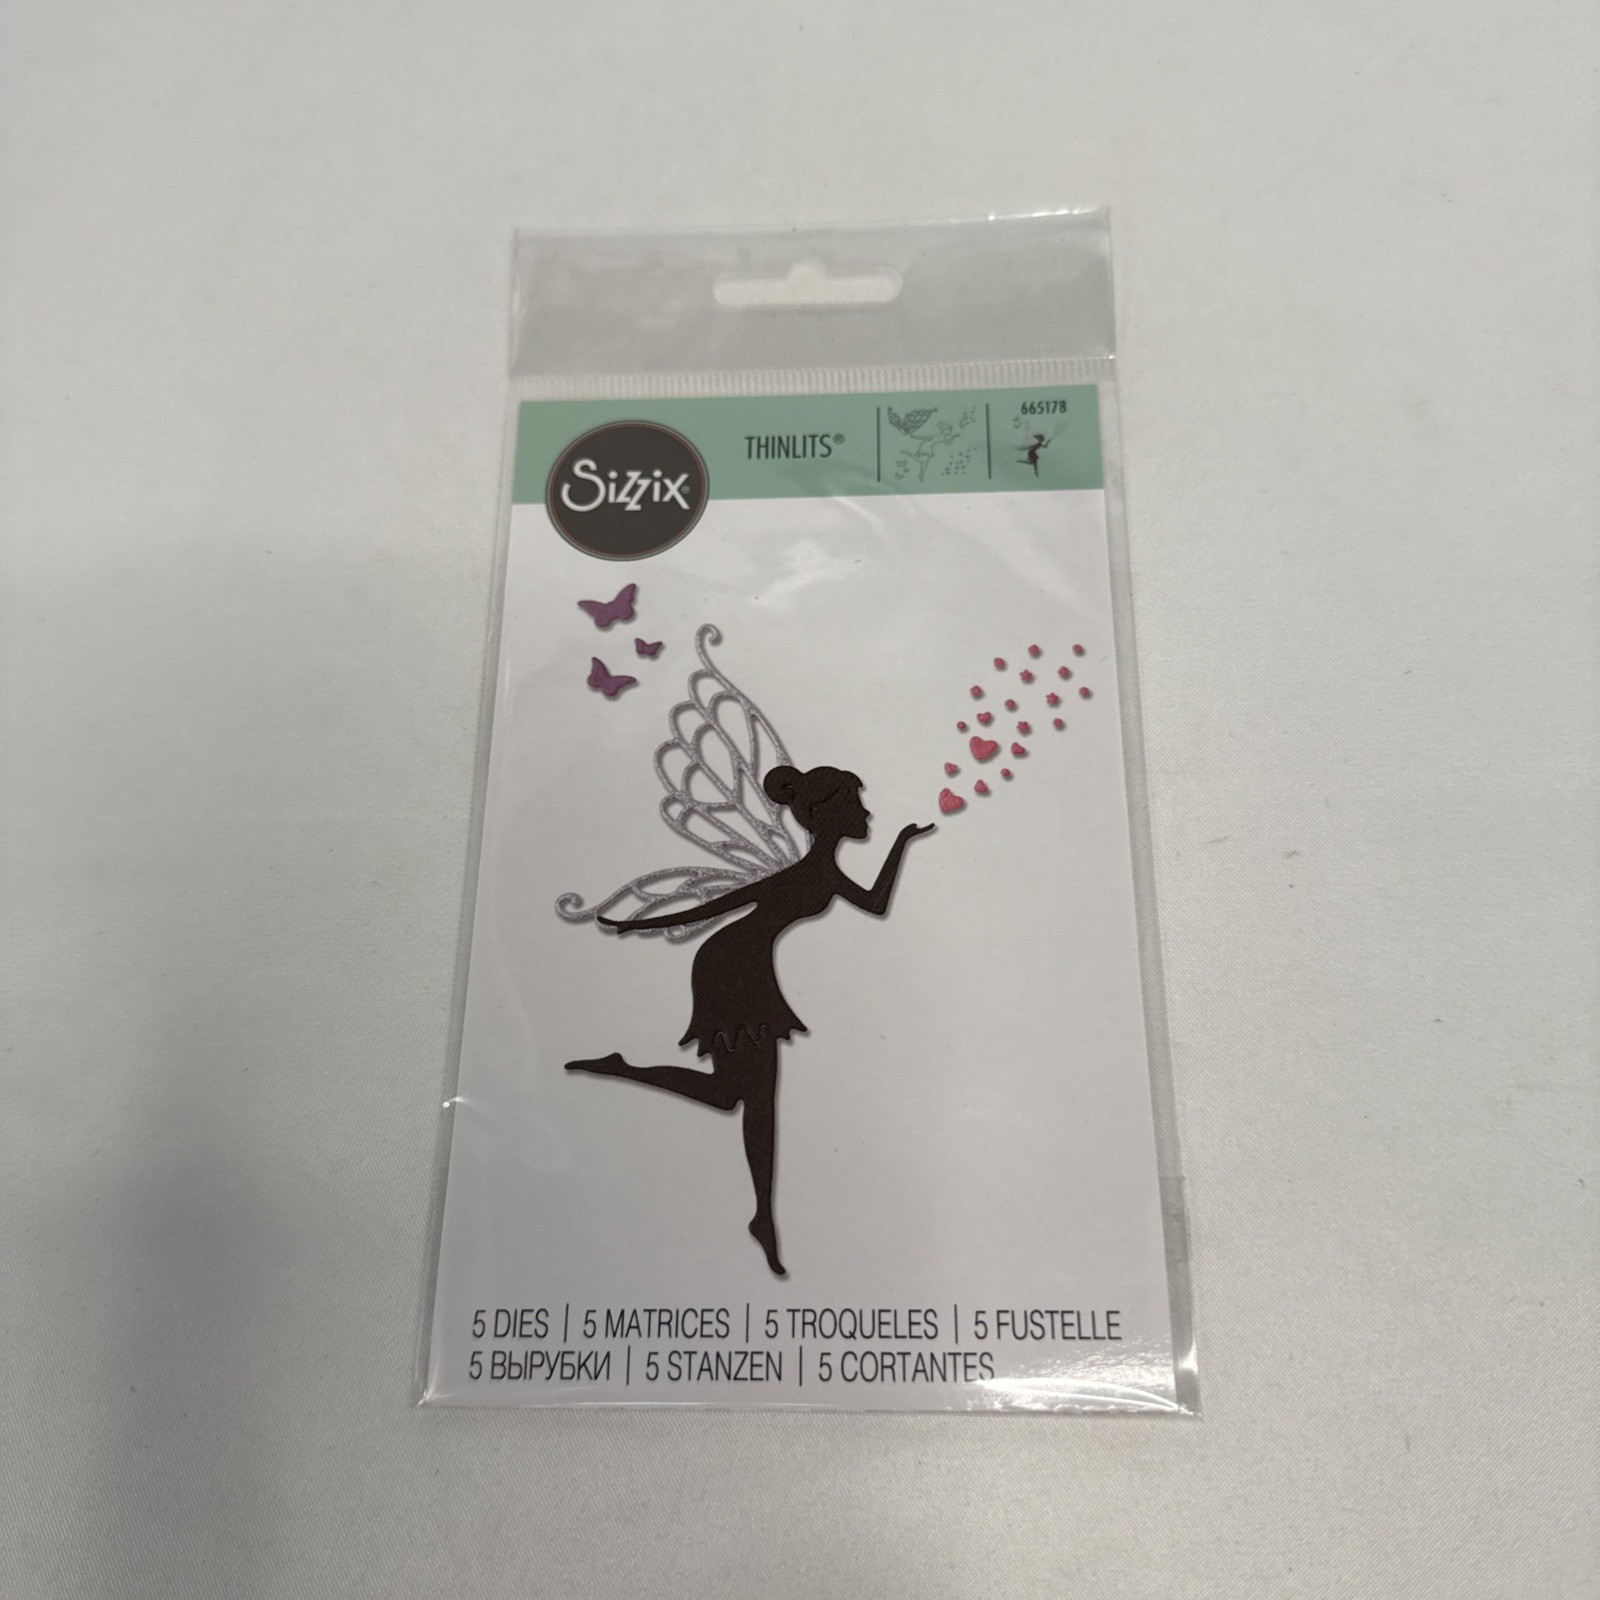 665178
THINLITS®
Sizzix®
5 DIES | 5 MATRICES | 5 TROQUELES | 5 FUSTELLE
5 ВЫРУБКИ | 5 STANZEN | 5 CORTANTES